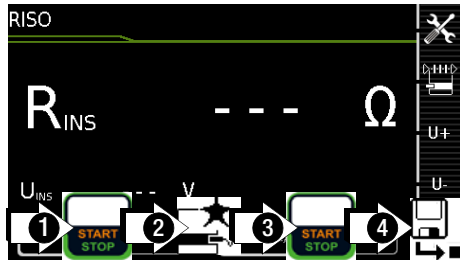 RISO
RINS - - - Ω
U+
UINS - - V
U-
1 START STOP 2 3 START STOP 4